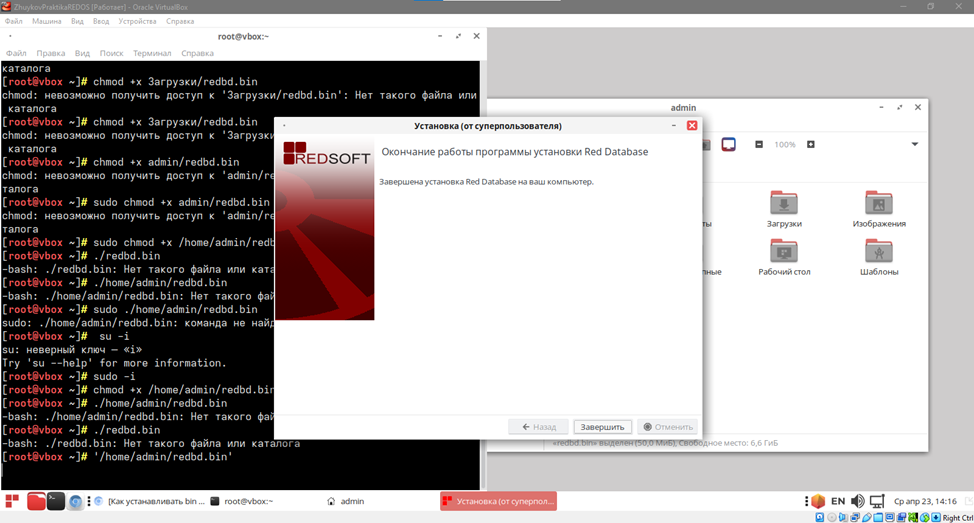 ZhuykovPraktikaREDOS [Работает] - Oracle VirtualBox
Файл Машина Вид Ввод Устройства Справка
root@vbox:~
Файл Правка Вид Поиск Терминал Справка
каталога
[root@vbox ~]# chmod +x Загрузки/redbd.bin
chmod: невозможно получить доступ к 'Загрузки/redbd.bin': Нет такого файла или
каталога
[root@vbox ~]# chmod +x Загрузки/redbd.bin
chmod: невозможно получить доступ к 'Загрузки
каталога
[root@vbox ~]# chmod +x admin/redbd.bin
chmod: невозможно получить доступ к 'admin/re
талога
[root@vbox ~]# sudo chmod +x admin/redbd.bin
chmod: невозможно получить доступ к 'admin/re
талога
[root@vbox ~]# sudo chmod +x /home/admin/redb
[root@vbox ~]# ./redbd.bin
-bash: ./redbd.bin: Нет такого файла или ката
[root@vbox ~]# ./home/admin/redbd.bin
-bash: ./home/admin/redbd.bin: Нет такого фай
[root@vbox ~]# sudo ./home/admin/redbd.bin
sudo: ./home/admin/redbd.bin: команда не найд
[root@vbox ~]# su -i
su: неверный ключ — «i»
Try 'su --help' for more information.
[root@vbox ~]# sudo -i
[root@vbox ~]# chmod +x /home/admin/redbd.bin
[root@vbox ~]# ./home/admin/redbd.bin
-bash: ./home/admin/redbd.bin: Нет такого фай
[root@vbox ~]# ./redbd.bin
-bash: ./redbd.bin: Нет такого файла или каталога
[root@vbox ~]# '/home/admin/redbd.bin'
Установка (от суперпользователя)
REDSOFT
Окончание работы программы установки Red Database
Завершена установка Red Database на ваш компьютер.
Назад Завершить Отменить
admin
100%
ты Загрузки Изображения
пные Рабочий стол Шаблоны
«redbd.bin» выделен (50,0 МиБ), Свободное место: 6,6 ГиБ
[Как устанавливать bin ... root@vbox:~ admin Установка (от суперпол... EN Ср апр 23, 14:16
Right Ctrl